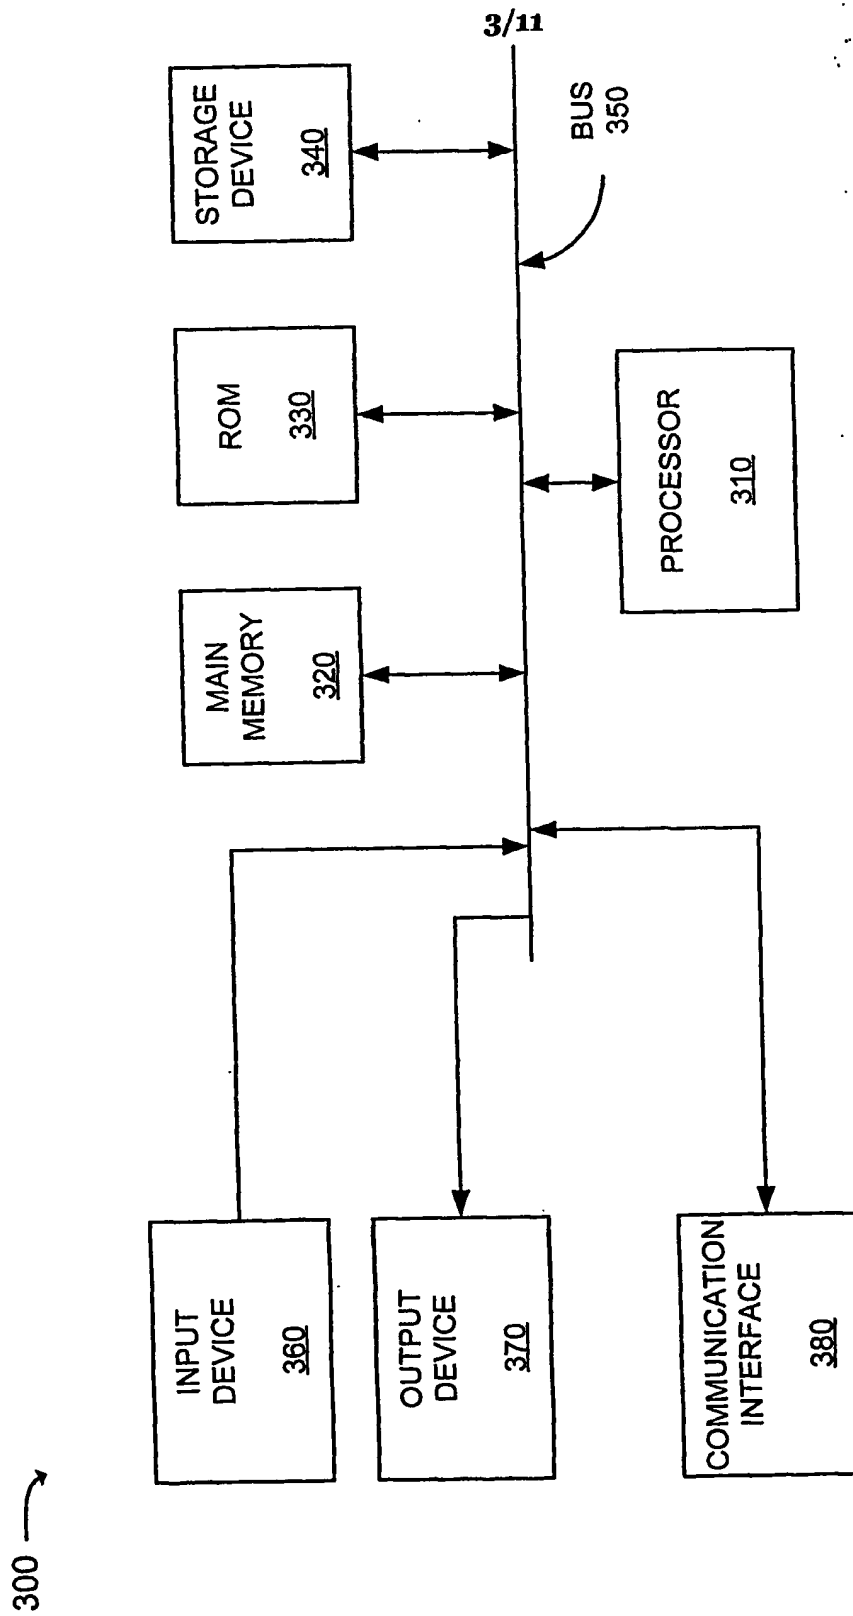 3/11
300
STORAGE
DEVICE
340
ROM
330
MAIN
MEMORY
320
BUS
350
PROCESSOR
310
INPUT
DEVICE
360
OUTPUT
DEVICE
370
COMMUNICATION
INTERFACE
380